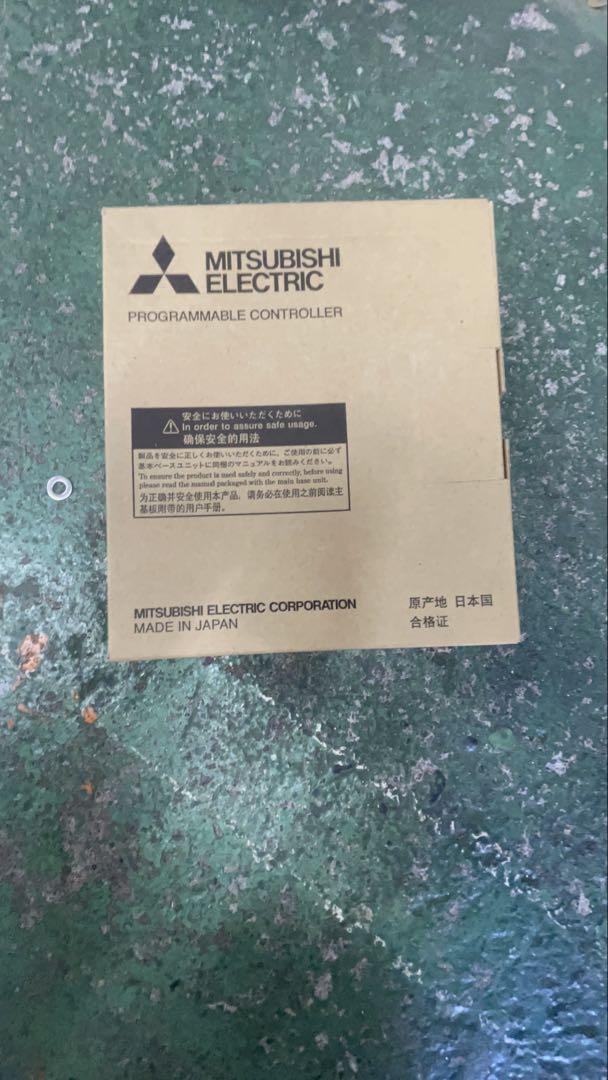 MITSUBISHI
ELECTRIC
PROGRAMMABLE CONTROLLER
安全にお使いいただくために
In order to assure safe usage.
确保安全的用法
製品を安全に正しくお使いいただくために、ご使用の前に必ず
基本ベースユニットに同梱のマニュアルをお読みください。
To ensure the product is used safely and correctly, before using
please read the manual packaged with the main base unit.
为正确并安全使用本产品，请务必在使用之前阅读主
基板附带的用户手册。
MITSUBISHI ELECTRIC CORPORATION
MADE IN JAPAN
原产地 日本国
合格证